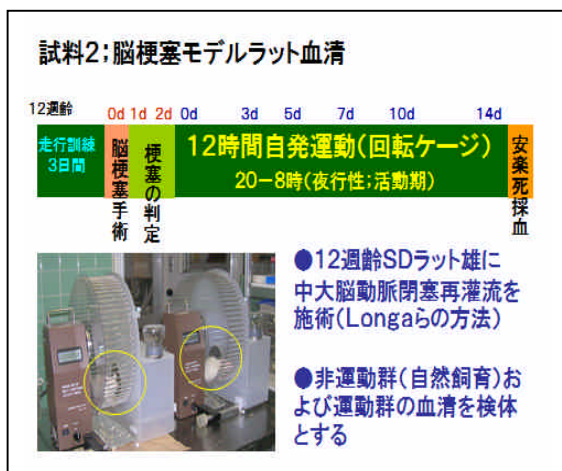 試料2;脳梗塞モデルラット血清
12週齢
0d 1d 2d 0d 3d 5d 7d 10d 14d
走行訓練
3日間
脳梗塞手術
梗塞の判定
12時間自発運動(回転ケージ)
20-8時(夜行性;活動期)
安楽死採血
●12週齢SDラット雄に
中大脳動脈閉塞再灌流を
施術(Longaらの方法)
●非運動群(自然飼育)お
よび運動群の血清を検体
とする